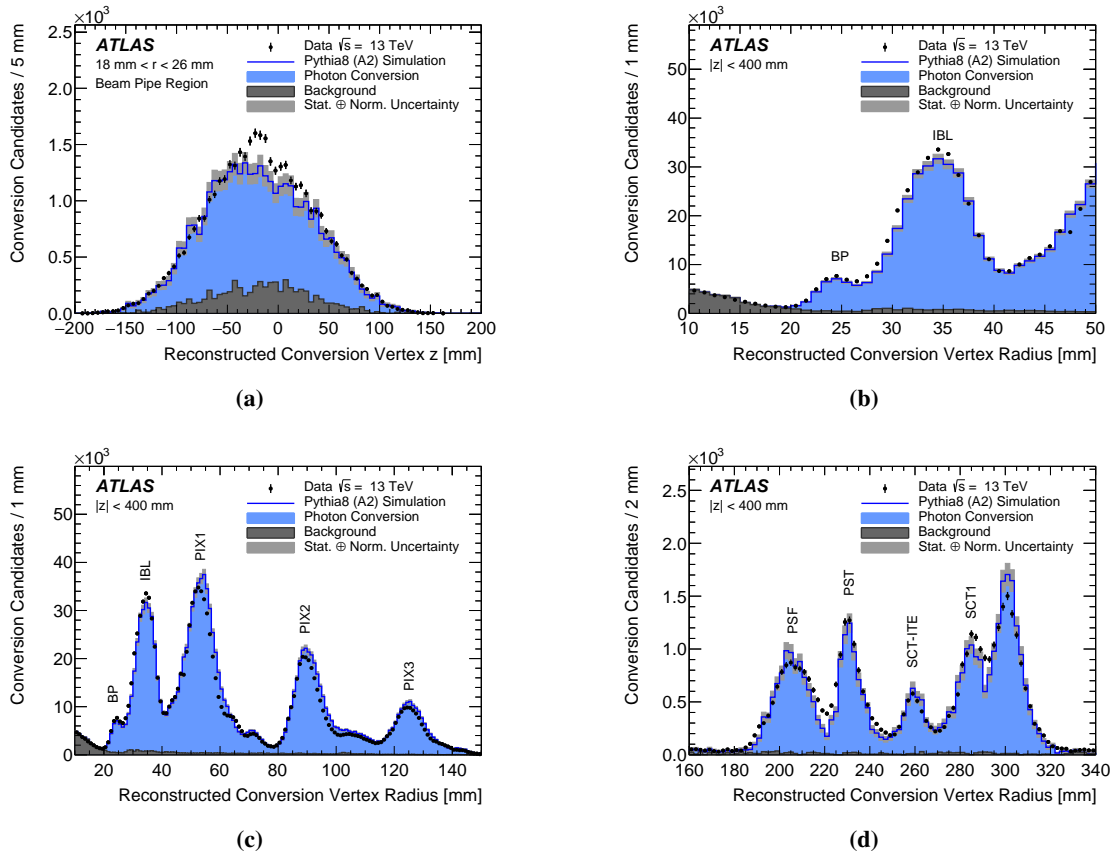 ×10³
ATLAS
18 mm < r < 26 mm
Beam Pipe Region
Data √s = 13 TeV
Pythia8 (A2) Simulation
Photon Conversion
Background
Stat. ⊕ Norm. Uncertainty
Conversion Candidates / 5 mm
2.5
2.0
1.5
1.0
0.5
0.0
−200 −150 −100 −50 0 50 100 150 200
Reconstructed Conversion Vertex z [mm]
(a)
×10³
ATLAS
|z| < 400 mm
Data √s = 13 TeV
Pythia8 (A2) Simulation
Photon Conversion
Background
Stat. ⊕ Norm. Uncertainty
IBL
BP
Conversion Candidates / 1 mm
50
40
30
20
10
0
10 15 20 25 30 35 40 45 50
Reconstructed Conversion Vertex Radius [mm]
(b)
×10³
ATLAS
|z| < 400 mm
Data √s = 13 TeV
Pythia8 (A2) Simulation
Photon Conversion
Background
Stat. ⊕ Norm. Uncertainty
BP
IBL
PIX1
PIX2
PIX3
Conversion Candidates / 1 mm
50
40
30
20
10
0
20 40 60 80 100 120 140
Reconstructed Conversion Vertex Radius [mm]
(c)
×10³
ATLAS
|z| < 400 mm
Data √s = 13 TeV
Pythia8 (A2) Simulation
Photon Conversion
Background
Stat. ⊕ Norm. Uncertainty
PSF
PST
SCT-ITE
SCT1
Conversion Candidates / 2 mm
2.5
2.0
1.5
1.0
0.5
0.0
160 180 200 220 240 260 280 300 320 340
Reconstructed Conversion Vertex Radius [mm]
(d)